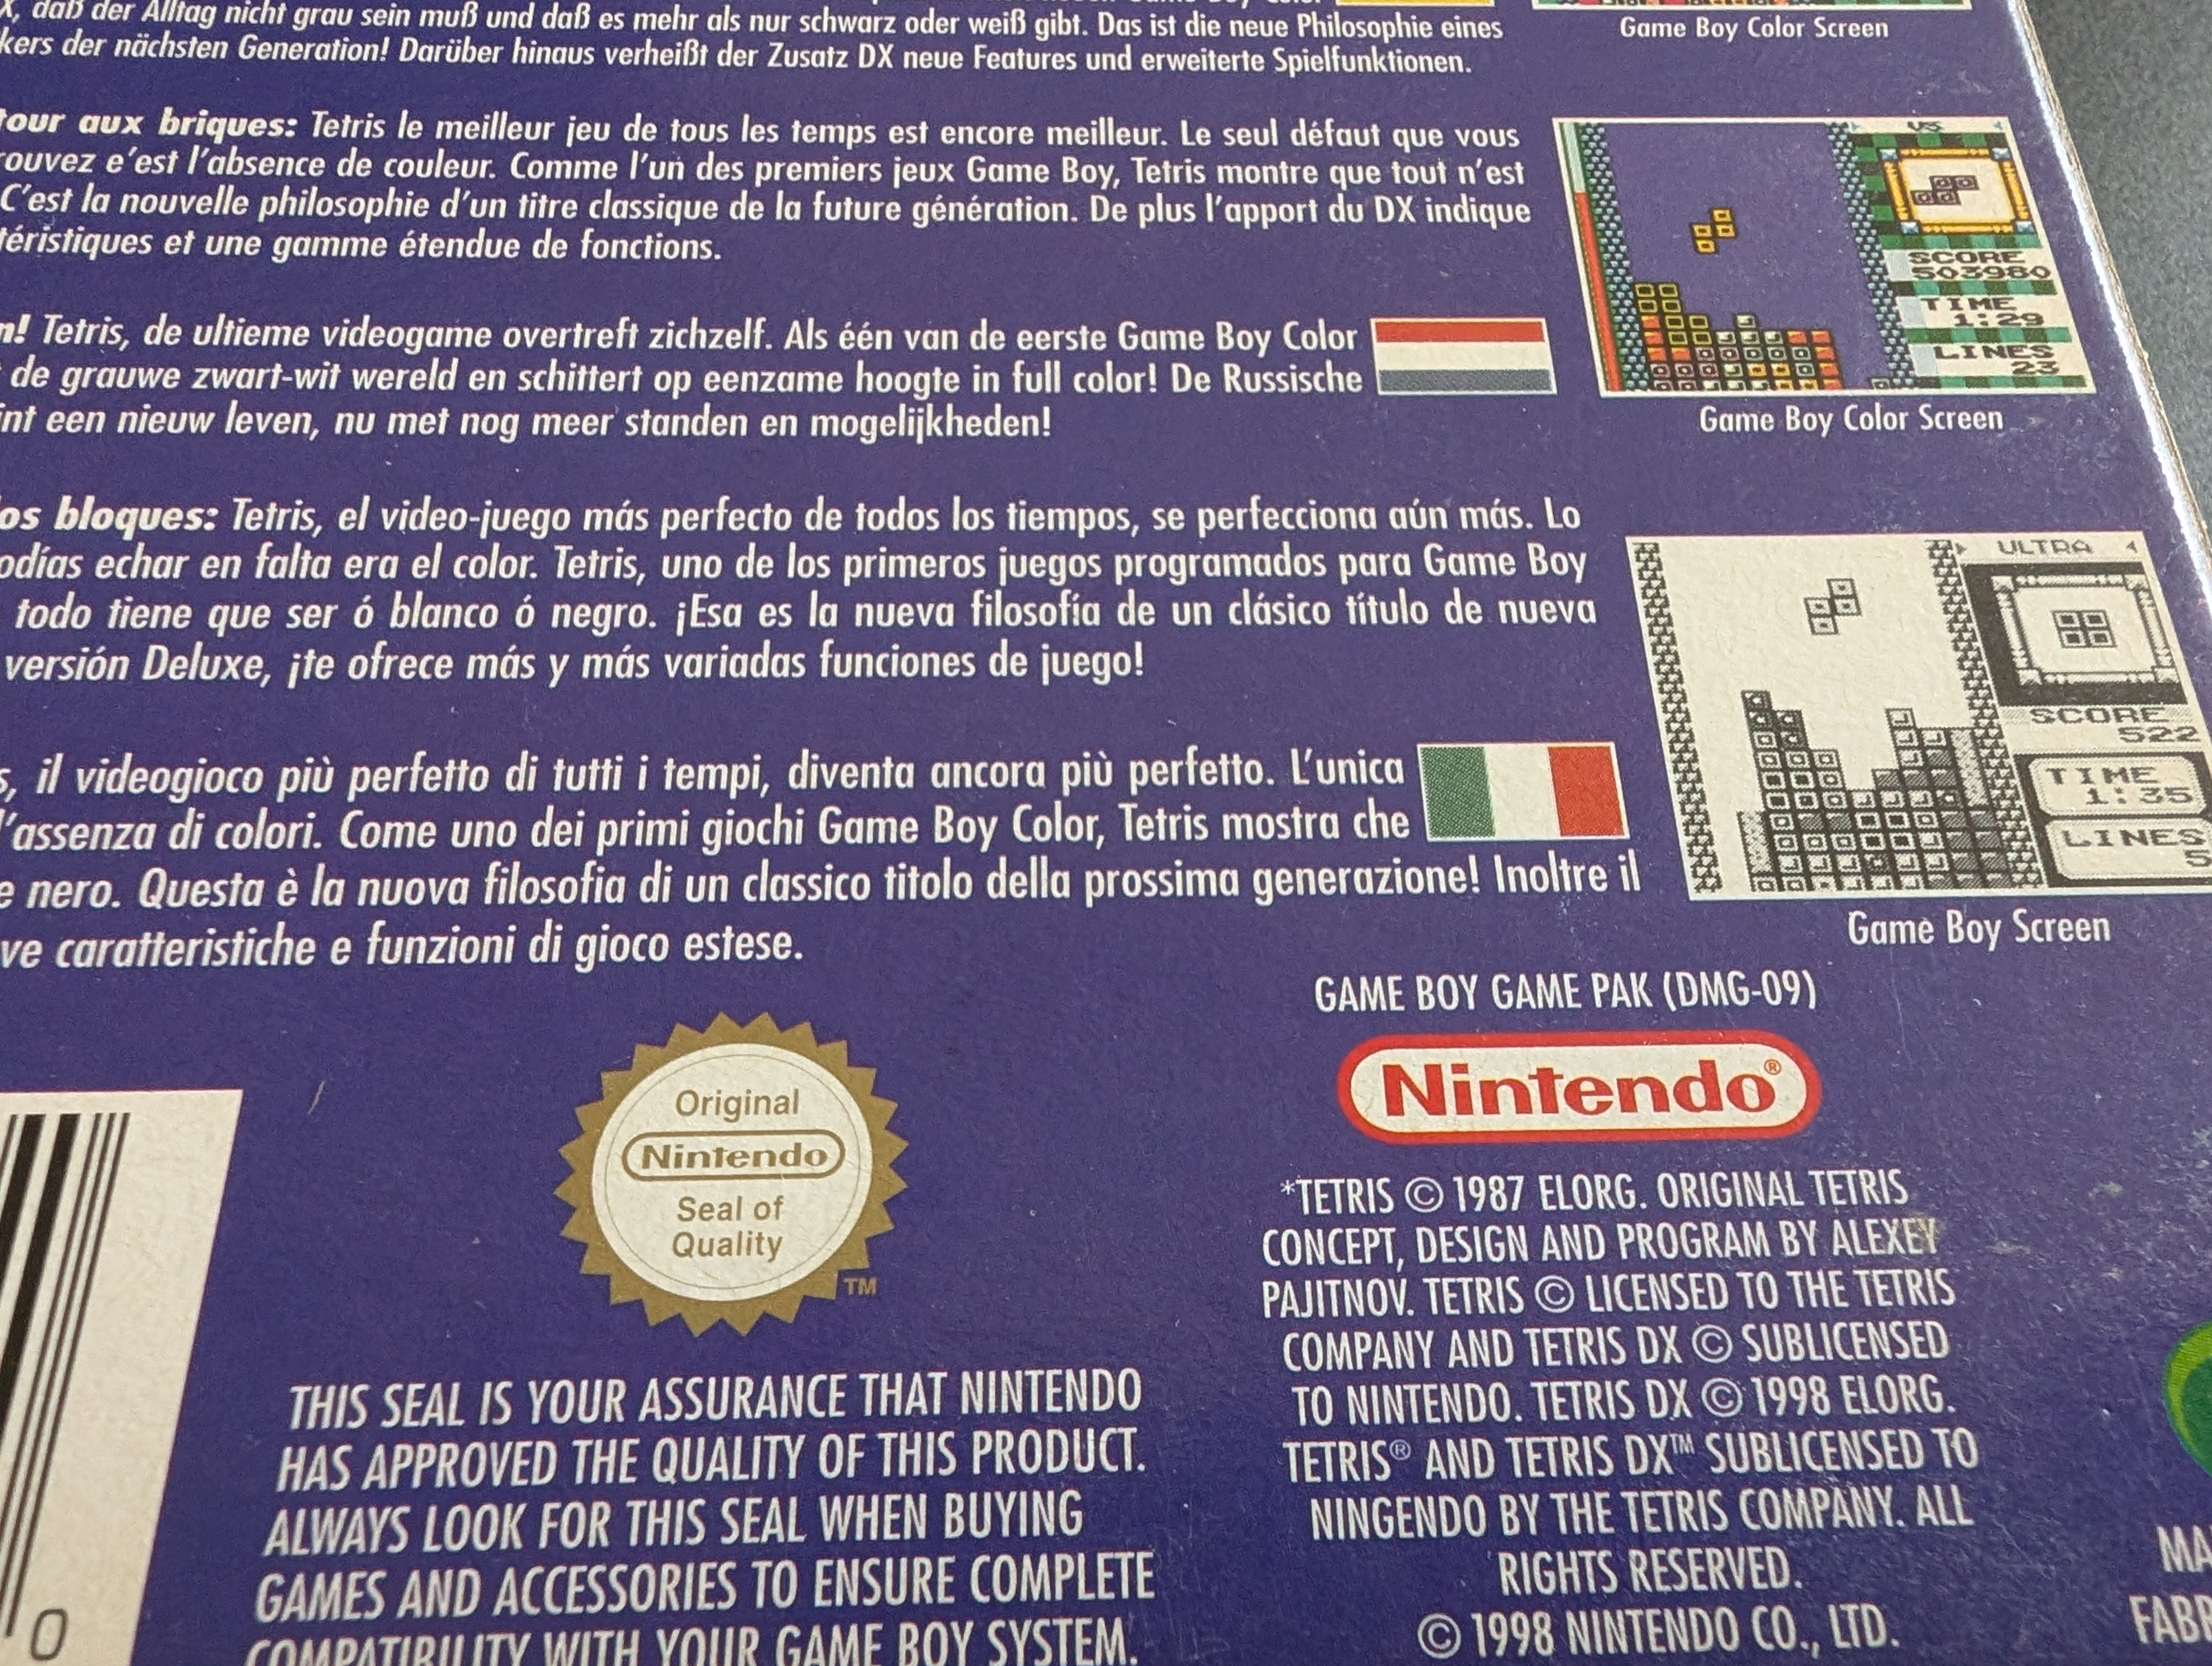 daß der Alltag nicht grau sein muß und daß es mehr als nur schwarz oder weiß gibt. Das ist die neue Philosophie eines
kers der nächsten Generation! Darüber hinaus verheißt der Zusatz DX neue Features und erweiterte Spielfunktionen.
Game Boy Color Screen
tour aux briques: Tetris le meilleur jeu de tous les temps est encore meilleur. Le seul défaut que vous
rouvez e'est l'absence de couleur. Comme l'un des premiers jeux Game Boy, Tetris montre que tout n'est
C'est la nouvelle philosophie d'un titre classique de la future génération. De plus l'apport du DX indique
téristiques et une gamme étendue de fonctions.
VS
SCORE
503980
TIME
1:29
LINES
23
Game Boy Color Screen
n! Tetris, de ultieme videogame overtreft zichzelf. Als één van de eerste Game Boy Color
de grauwe zwart-wit wereld en schittert op eenzame hoogte in full color! De Russische
int een nieuw leven, nu met nog meer standen en mogelijkheden!
os bloques: Tetris, el video-juego más perfecto de todos los tiempos, se perfecciona aún más. Lo
odías echar en falta era el color. Tetris, uno de los primeros juegos programados para Game Boy
todo tiene que ser ó blanco ó negro. ¡Esa es la nueva filosofía de un clásico título de nueva
versión Deluxe, ¡te ofrece más y más variadas funciones de juego!
ULTRA
SCORE
522
TIME
1:35
LINES
5
Game Boy Screen
s, il videogioco più perfetto di tutti i tempi, diventa ancora più perfetto. L'unica
l'assenza di colori. Come uno dei primi giochi Game Boy Color, Tetris mostra che
e nero. Questa è la nuova filosofia di un classico titolo della prossima generazione! Inoltre il
ve caratteristiche e funzioni di gioco estese.
GAME BOY GAME PAK (DMG-09)
Nintendo®
Original
Nintendo
Seal of
Quality
TM
THIS SEAL IS YOUR ASSURANCE THAT NINTENDO
HAS APPROVED THE QUALITY OF THIS PRODUCT.
ALWAYS LOOK FOR THIS SEAL WHEN BUYING
GAMES AND ACCESSORIES TO ENSURE COMPLETE
COMPATIBILITY WITH YOUR GAME BOY SYSTEM.
*TETRIS © 1987 ELORG. ORIGINAL TETRIS
CONCEPT, DESIGN AND PROGRAM BY ALEXEY
PAJITNOV. TETRIS © LICENSED TO THE TETRIS
COMPANY AND TETRIS DX © SUBLICENSED
TO NINTENDO. TETRIS DX © 1998 ELORG.
TETRIS® AND TETRIS DX™ SUBLICENSED TO
NINGENDO BY THE TETRIS COMPANY. ALL
RIGHTS RESERVED.
© 1998 NINTENDO CO., LTD.
0
MA
FABR